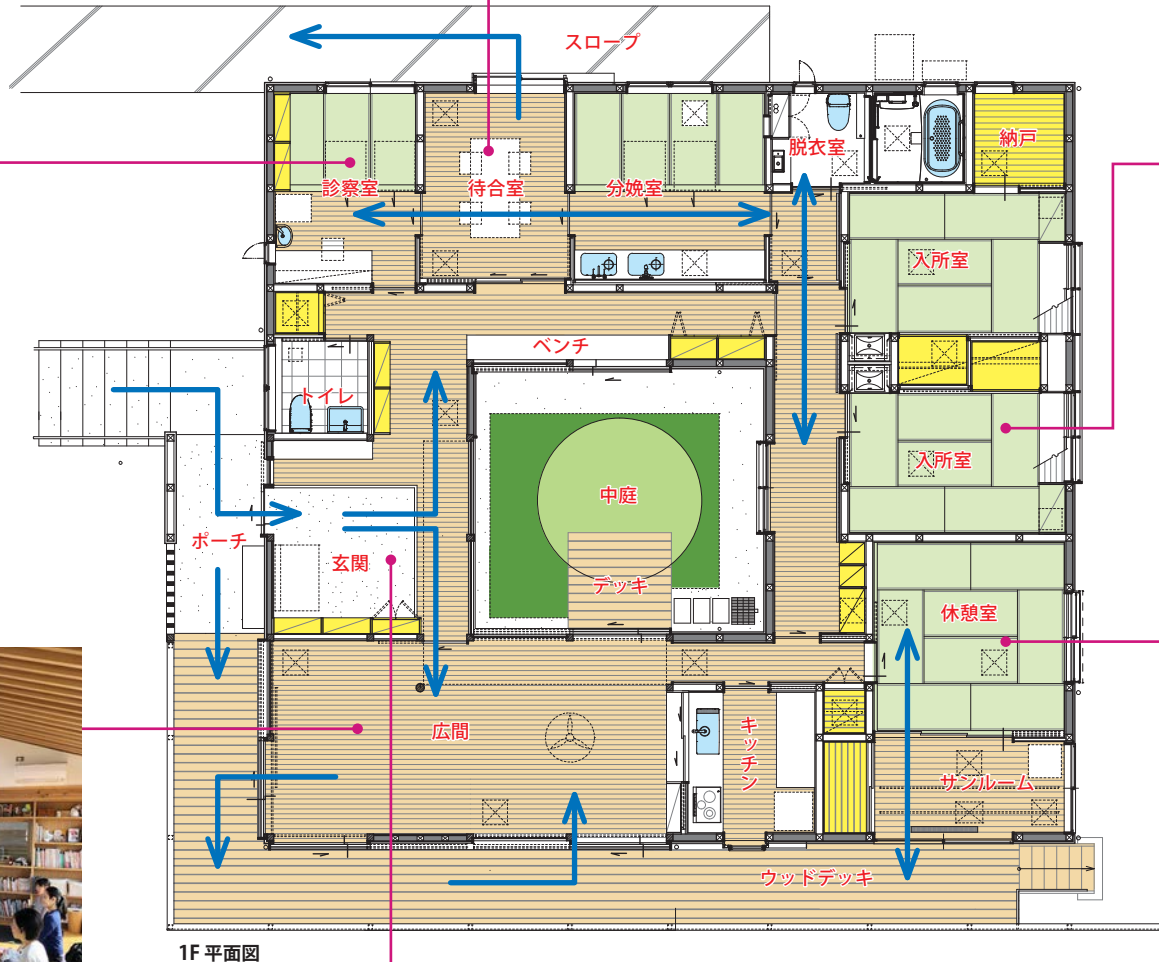 スロープ
脱衣室
納戸
診察室
待合室
分娩室
入所室
ベンチ
トイレ
入所室
中庭
ポーチ
玄関
デッキ
休憩室
広間
キッチン
サンルーム
ウッドデッキ
1F 平面図